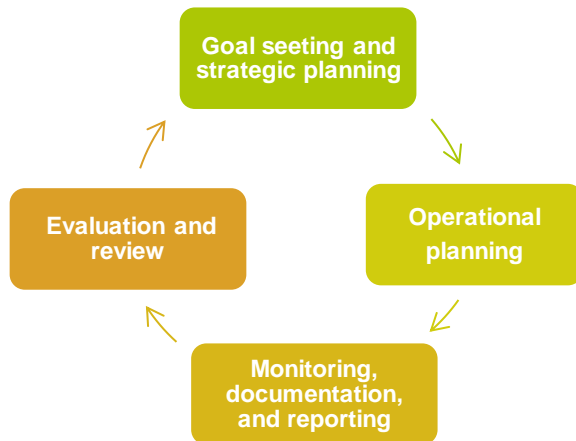 Goal seeting and
strategic planning
Operational
planning
Monitoring,
documentation,
and reporting
Evaluation and
review